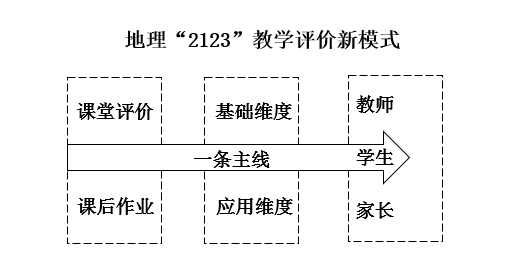 地理“2123”教学评价新模式
课堂评价
基础维度
教师
一条主线
学生
课后作业
应用维度
家长